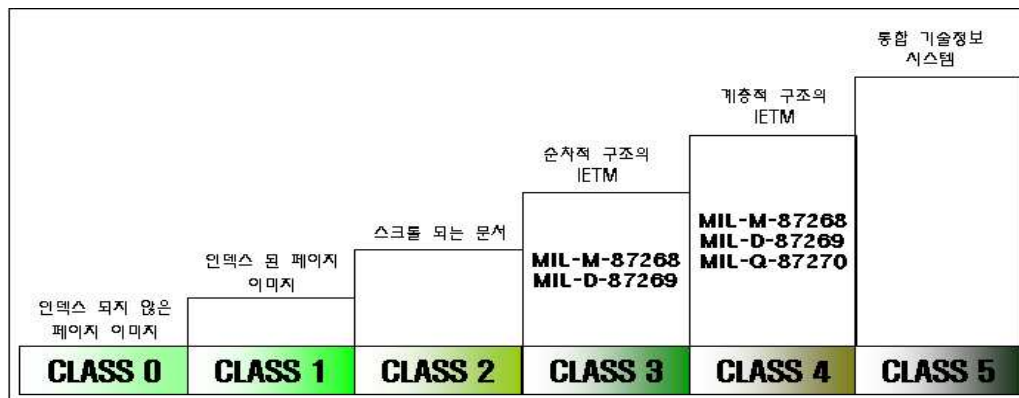 인덱스 되지 않은
페이지 이미지
인덱스 된 페이지
이미지
스크롤 되는 문서
순차적 구조의
IETM
MIL-M-87268
MIL-D-87269
계층적 구조의
IETM
MIL-M-87268
MIL-D-87269
MIL-Q-87270
통합 기술정보
시스템
CLASS 0
CLASS 1
CLASS 2
CLASS 3
CLASS 4
CLASS 5